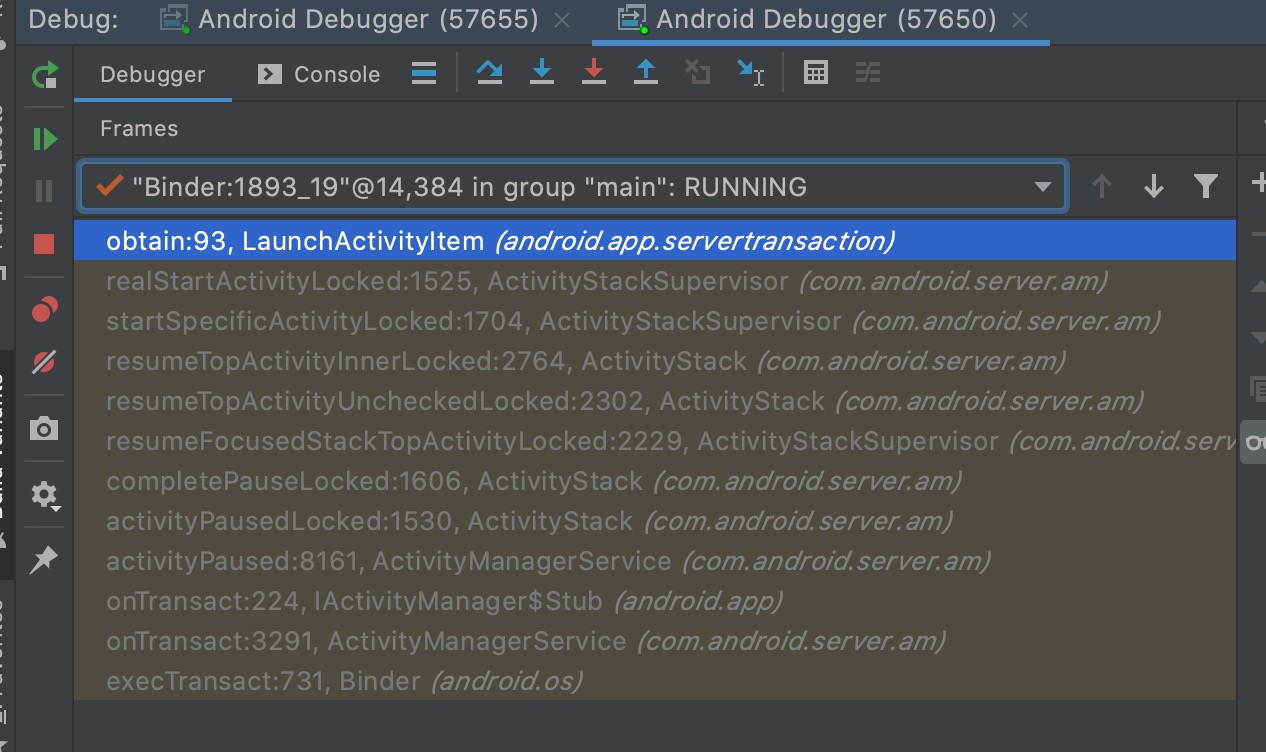 Debug: Android Debugger (57655) Android Debugger (57650)
Debugger Console
Frames
"Binder:1893_19"@14,384 in group "main": RUNNING
obtain:93, LaunchActivityItem (android.app.servertransaction)
realStartActivityLocked:1525, ActivityStackSupervisor (com.android.server.am)
startSpecificActivityLocked:1704, ActivityStackSupervisor (com.android.server.am)
resumeTopActivityInnerLocked:2764, ActivityStack (com.android.server.am)
resumeTopActivityUncheckedLocked:2302, ActivityStack (com.android.server.am)
resumeFocusedStackTopActivityLocked:2229, ActivityStackSupervisor (com.android.serv
completePauseLocked:1606, ActivityStack (com.android.server.am)
activityPausedLocked:1530, ActivityStack (com.android.server.am)
activityPaused:8161, ActivityManagerService (com.android.server.am)
onTransact:224, IActivityManager$Stub (android.app)
onTransact:3291, ActivityManagerService (com.android.server.am)
execTransact:731, Binder (android.os)